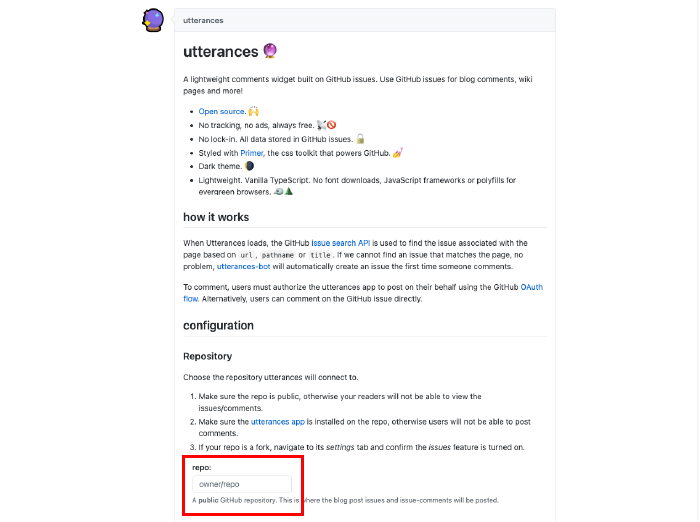 utterances
utterances
A lightweight comments widget built on GitHub issues. Use GitHub issues for blog comments, wiki
pages and more!
Open source.
No tracking, no ads, always free.
No lock-in. All data stored in GitHub issues.
Styled with Primer, the css toolkit that powers GitHub.
Dark theme.
Lightweight. Vanilla TypeScript. No font downloads, JavaScript frameworks or polyfills for
evergreen browsers.
how it works
When Utterances loads, the GitHub issue search API is used to find the issue associated with the
page based on url, pathname or title. If we cannot find an issue that matches the page, no
problem, utterances-bot will automatically create an issue the first time someone comments.
To comment, users must authorize the utterances app to post on their behalf using the GitHub OAuth
flow. Alternatively, users can comment on the GitHub issue directly.
configuration
Repository
Choose the repository utterances will connect to.
1. Make sure the repo is public, otherwise your readers will not be able to view the
issues/comments.
2. Make sure the utterances app is installed on the repo, otherwise users will not be able to post
comments.
3. If your repo is a fork, navigate to its settings tab and confirm the issues feature is turned on.
repo:
owner/repo
A public GitHub repository. This is where the blog post issues and issue-comments will be posted.